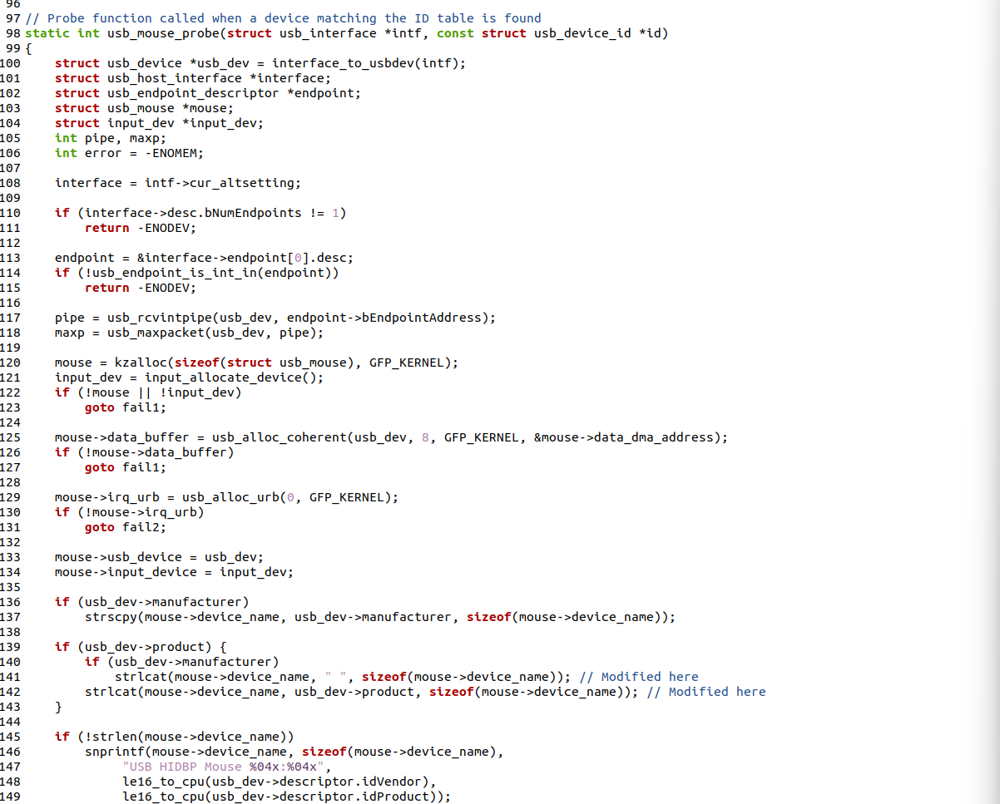 96
97 // Probe function called when a device matching the ID table is found
98 static int usb_mouse_probe(struct usb_interface *intf, const struct usb_device_id *id)
99 {
100     struct usb_device *usb_dev = interface_to_usbdev(intf);
101     struct usb_host_interface *interface;
102     struct usb_endpoint_descriptor *endpoint;
103     struct usb_mouse *mouse;
104     struct input_dev *input_dev;
105     int pipe, maxp;
106     int error = -ENOMEM;
107
108     interface = intf->cur_altsetting;
109
110     if (interface->desc.bNumEndpoints != 1)
111         return -ENODEV;
112
113     endpoint = &interface->endpoint[0].desc;
114     if (!usb_endpoint_is_int_in(endpoint))
115         return -ENODEV;
116
117     pipe = usb_rcvintpipe(usb_dev, endpoint->bEndpointAddress);
118     maxp = usb_maxpacket(usb_dev, pipe);
119
120     mouse = kzalloc(sizeof(struct usb_mouse), GFP_KERNEL);
121     input_dev = input_allocate_device();
122     if (!mouse || !input_dev)
123         goto fail1;
124
125     mouse->data_buffer = usb_alloc_coherent(usb_dev, 8, GFP_KERNEL, &mouse->data_dma_address);
126     if (!mouse->data_buffer)
127         goto fail1;
128
129     mouse->irq_urb = usb_alloc_urb(0, GFP_KERNEL);
130     if (!mouse->irq_urb)
131         goto fail2;
132
133     mouse->usb_device = usb_dev;
134     mouse->input_device = input_dev;
135
136     if (usb_dev->manufacturer)
137         strscpy(mouse->device_name, usb_dev->manufacturer, sizeof(mouse->device_name));
138
139     if (usb_dev->product) {
140         if (usb_dev->manufacturer)
141             strlcat(mouse->device_name, " ", sizeof(mouse->device_name)); // Modified here
142         strlcat(mouse->device_name, usb_dev->product, sizeof(mouse->device_name)); // Modified here
143     }
144
145     if (!strlen(mouse->device_name))
146         snprintf(mouse->device_name, sizeof(mouse->device_name),
147              "USB HIDBP Mouse %04x:%04x",
148              le16_to_cpu(usb_dev->descriptor.idVendor),
149              le16_to_cpu(usb_dev->descriptor.idProduct));